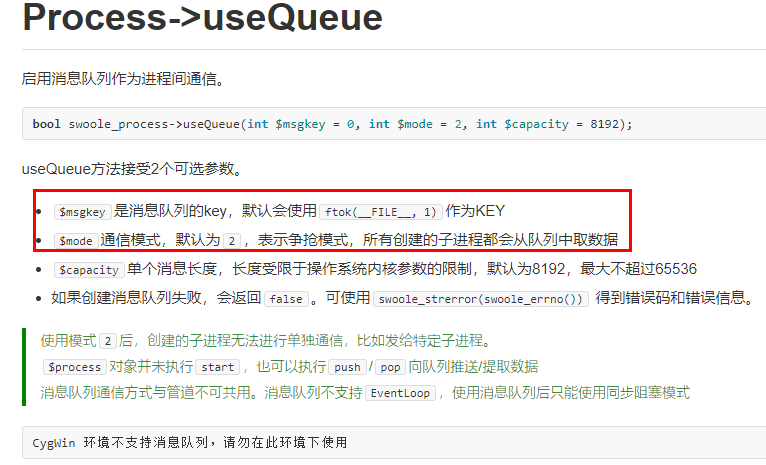 Process->useQueue
启用消息队列作为进程间通信。
bool swoole_process->useQueue(int $msgkey = 0, int $mode = 2, int $capacity = 8192);
useQueue方法接受2个可选参数。
• $msgkey 是消息队列的key，默认会使用 ftok(__FILE__, 1) 作为KEY
• $mode 通信模式，默认为 2 ，表示争抢模式，所有创建的子进程都会从队列中取数据
• $capacity 单个消息长度，长度受限于操作系统内核参数的限制，默认为8192，最大不超过65536
• 如果创建消息队列失败，会返回 false 。可使用 swoole_strerror(swoole_errno()) 得到错误码和错误信息。
使用模式 2 后，创建的子进程无法进行单独通信，比如发给特定子进程。
$process 对象并未执行 start ，也可以执行 push / pop 向队列推送/提取数据
消息队列通信方式与管道不可共用。消息队列不支持 EventLoop ，使用消息队列后只能使用同步阻塞模式
CygWin 环境不支持消息队列，请勿在此环境下使用